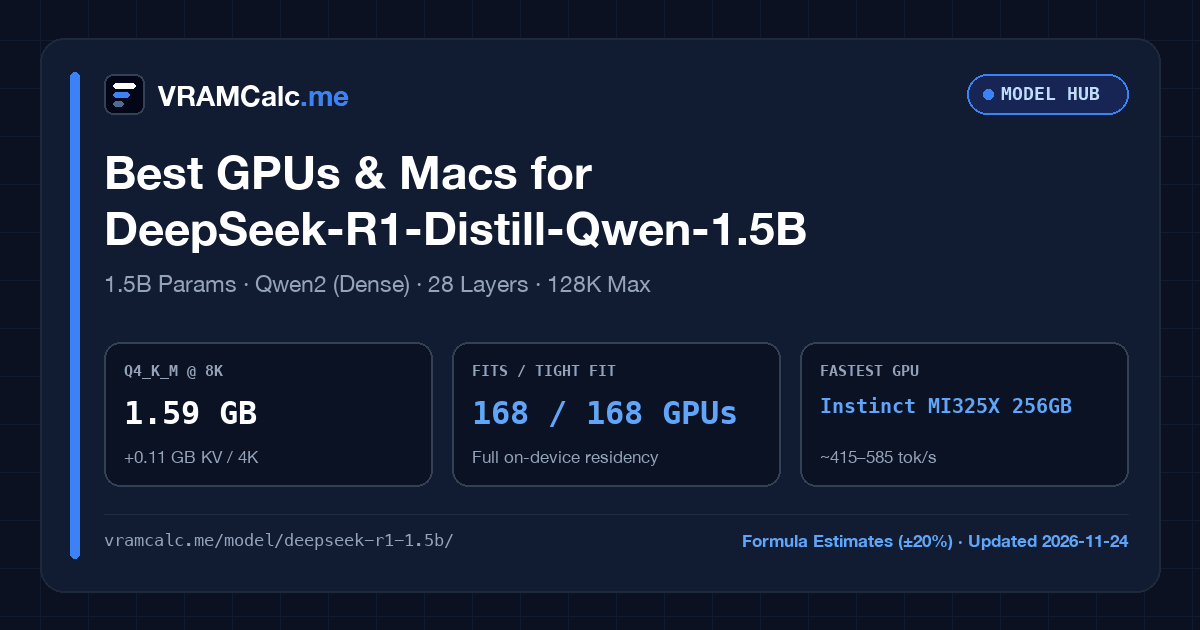 VRAMCalc.me
MODEL HUB
Best GPUs & Macs for
DeepSeek-R1-Distill-Qwen-1.5B
1.5B Params · Qwen2 (Dense) · 28 Layers · 128K Max
Q4_K_M @ 8K
1.59 GB
+0.11 GB KV / 4K
FITS / TIGHT FIT
168 / 168 GPUs
Full on-device residency
FASTEST GPU
Instinct MI325X 256GB
~415–585 tok/s
vramcalc.me/model/deepseek-r1-1.5b/
Formula Estimates (±20%) · Updated 2026-11-24